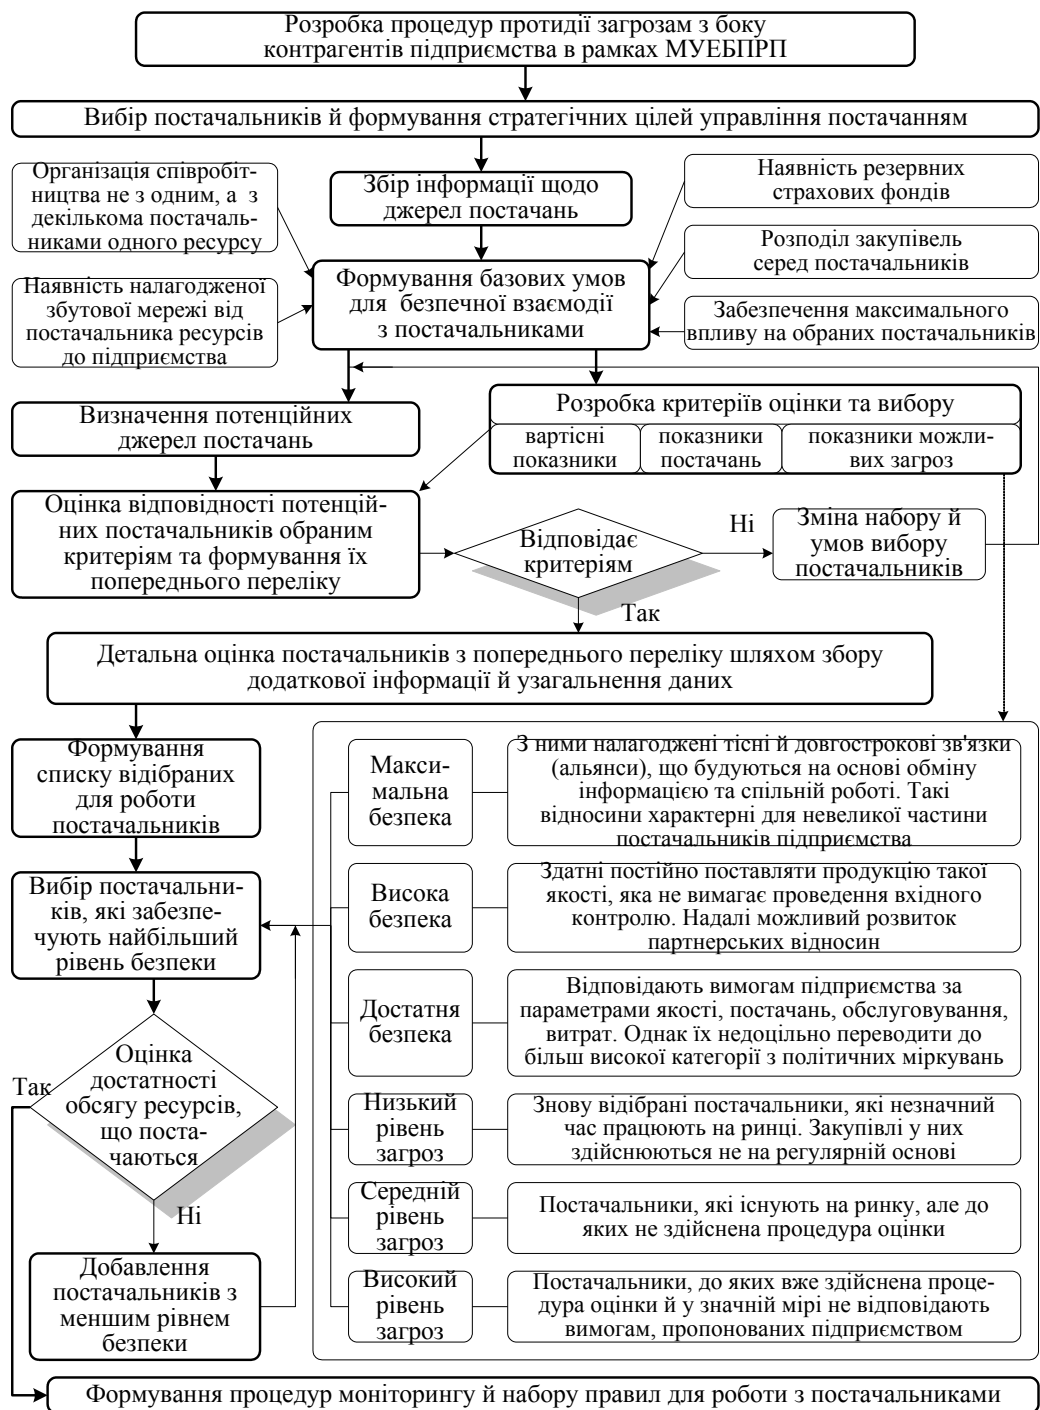 Розробка процедур протидії загрозам з боку
контрагентів підприємства в рамках МУЕБПРП
Вибір постачальників й формування стратегічних цілей управління постачанням
Організація співробіт-
ництва не з одним, а з
декількома постачаль-
никами одного ресурсу
Збір інформації щодо
джерел постачань
Наявність резервних
страхових фондів
Наявність налагодженої
збутової мережі від
постачальника ресурсів
до підприємства
Формування базових умов
для безпечної взаємодії
з постачальниками
Розподіл закупівель
серед постачальників
Забезпечення максимального
впливу на обраних постачальників
Визначення потенційних
джерел постачань
Розробка критеріїв оцінки та вибору
вартісні
показники
показники
постачань
показники можли-
вих загроз
Оцінка відповідності потенцій-
них постачальників обраним
критеріям та формування їх
попереднього переліку
Відповідає
критеріям
Ні
Зміна набору й
умов вибору
постачальників
Так
Детальна оцінка постачальників з попереднього переліку шляхом збору
додаткової інформації й узагальнення даних
Формування
списку відібраних
для роботи
постачальників
Вибір постачальни-
ків, які забезпе-
чують найбільший
рівень безпеки
Оцінка
достатності
обсягу ресурсів,
що поста-
чаються
Так
Ні
Добавлення
постачальників з
меншим рівнем
безпеки
Макси-
мальна
безпека
З ними налагоджені тісні й довгострокові зв'язки
(альянси), що будуються на основі обміну
інформацією та спільній роботі. Такі
відносини характерні для невеликої частини
постачальників підприємства
Висока
безпека
Здатні постійно поставляти продукцію такої
якості, яка не вимагає проведення вхідного
контролю. Надалі можливий розвиток
партнерських відносин
Достатня
безпека
Відповідають вимогам підприємства за
параметрами якості, постачань, обслуговування,
витрат. Однак їх недоцільно переводити до
більш високої категорії з політичних міркувань
Низький
рівень
загроз
Знову відібрані постачальники, які незначний
час працюють на ринці. Закупівлі у них
здійснюються не на регулярній основі
Середній
рівень
загроз
Постачальники, які існують на ринку, але до
яких не здійснена процедура оцінки
Високий
рівень
загроз
Постачальники, до яких вже здійснена проце-
дура оцінки й у значній мірі не відповідають
вимогам, пропонованих підприємством
Формування процедур моніторингу й набору правил для роботи з постачальниками